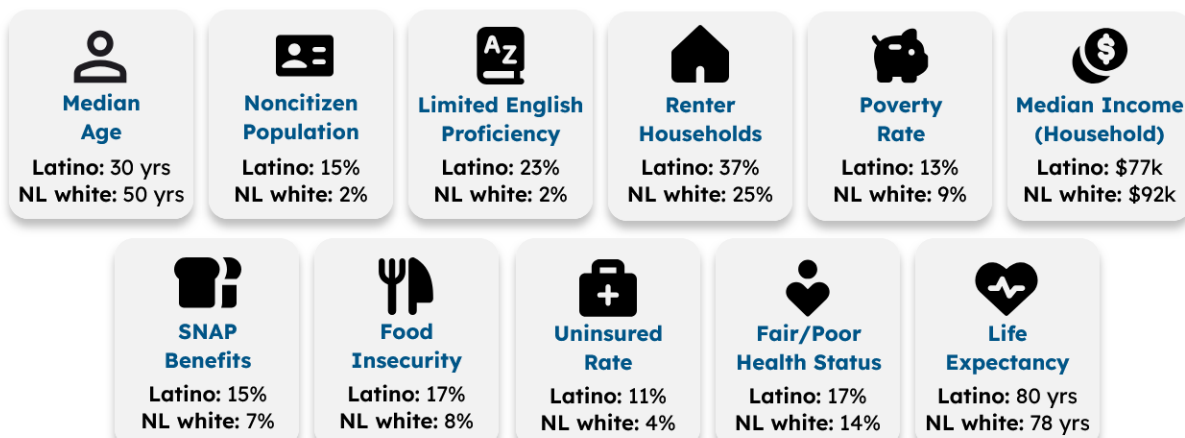 Median
Age
Latino: 30 yrs
NL white: 50 yrs
Noncitizen
Population
Latino: 15%
NL white: 2%
AZ
Limited English
Proficiency
Latino: 23%
NL white: 2%
Renter
Households
Latino: 37%
NL white: 25%
Poverty
Rate
Latino: 13%
NL white: 9%
$
Median Income
(Household)
Latino: $77k
NL white: $92k
SNAP
Benefits
Latino: 15%
NL white: 7%
Food
Insecurity
Latino: 17%
NL white: 8%
Uninsured
Rate
Latino: 11%
NL white: 4%
Fair/Poor
Health Status
Latino: 17%
NL white: 14%
Life
Expectancy
Latino: 80 yrs
NL white: 78 yrs